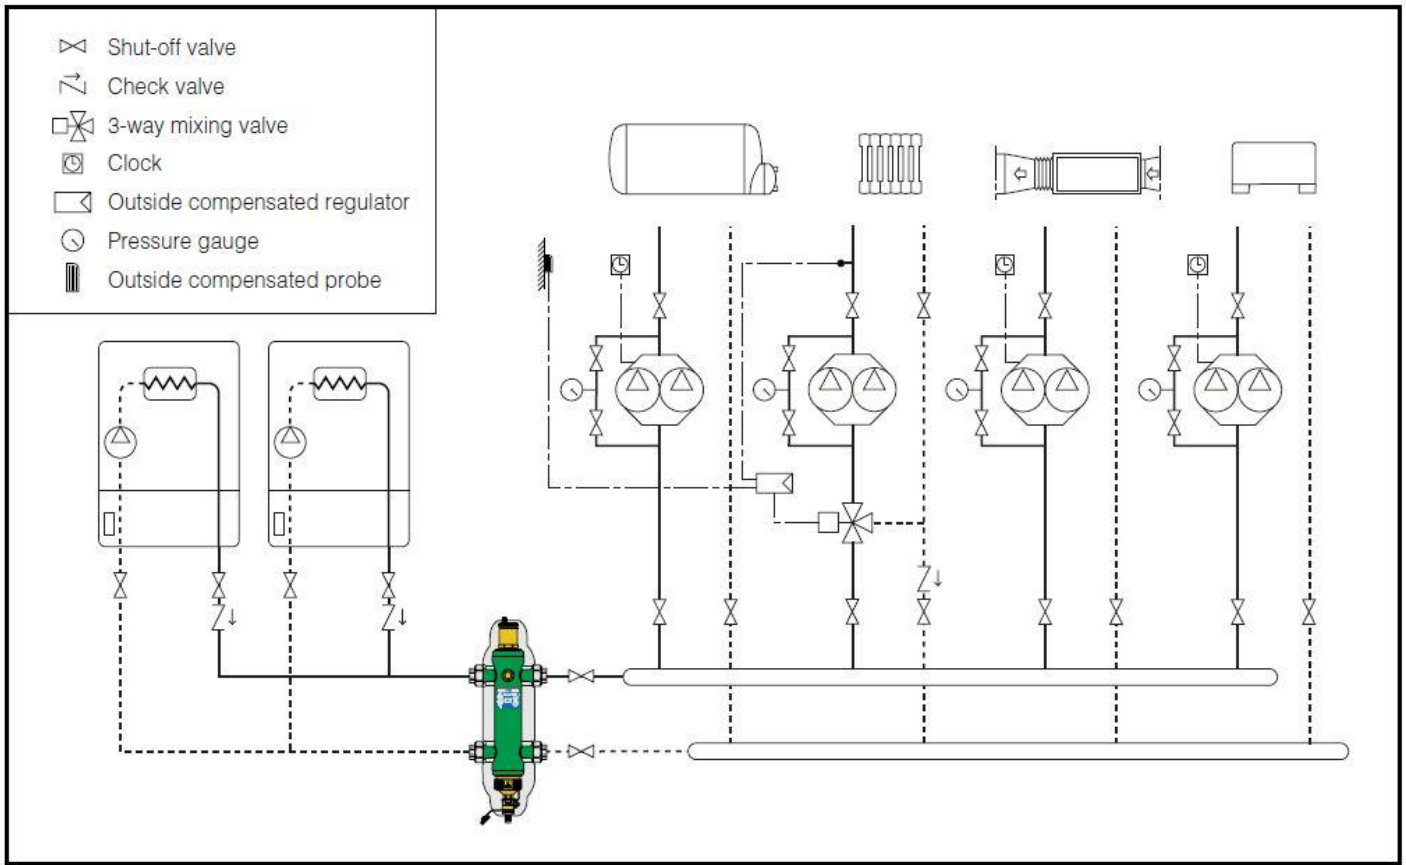 Shut-off valve
Check valve
3-way mixing valve
Clock
Outside compensated regulator
Pressure gauge
Outside compensated probe